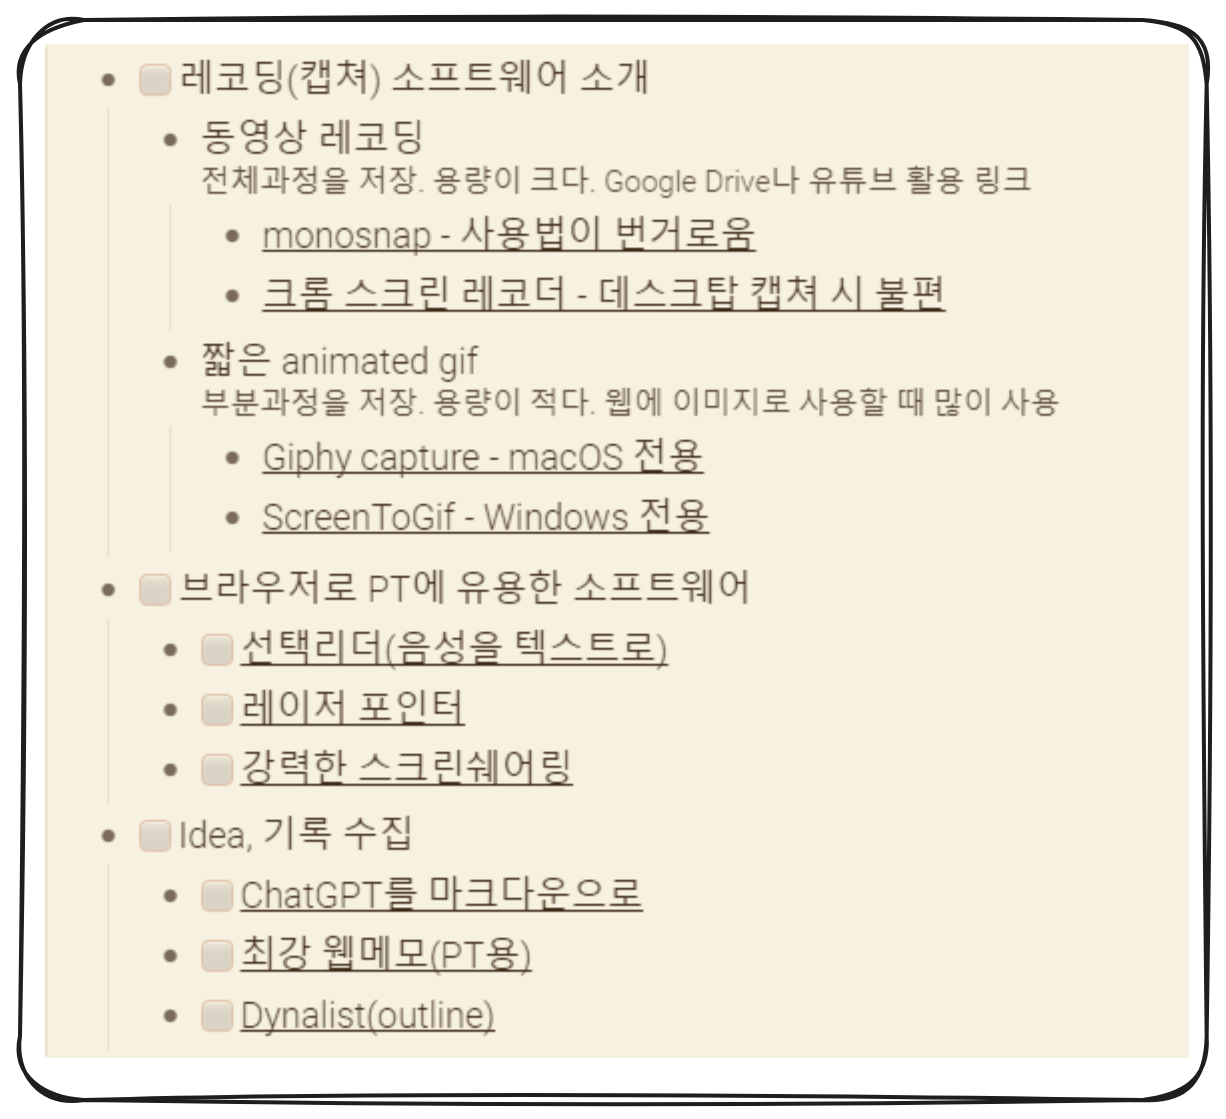 레코딩(캡쳐) 소프트웨어 소개
동영상 레코딩
전체과정을 저장. 용량이 크다. Google Drive나 유튜브 활용 링크
monosnap - 사용법이 번거로움
크롬 스크린 레코더 - 데스크탑 캡쳐 시 불편
짧은 animated gif
부분과정을 저장. 용량이 적다. 웹에 이미지로 사용할 때 많이 사용
Giphy capture - macOS 전용
ScreenToGif - Windows 전용
브라우저로 PT에 유용한 소프트웨어
선택리더(음성을 텍스트로)
레이저 포인터
강력한 스크린쉐어링
Idea, 기록 수집
ChatGPT를 마크다운으로
최강 웹메모(PT용)
Dynalist(outline)